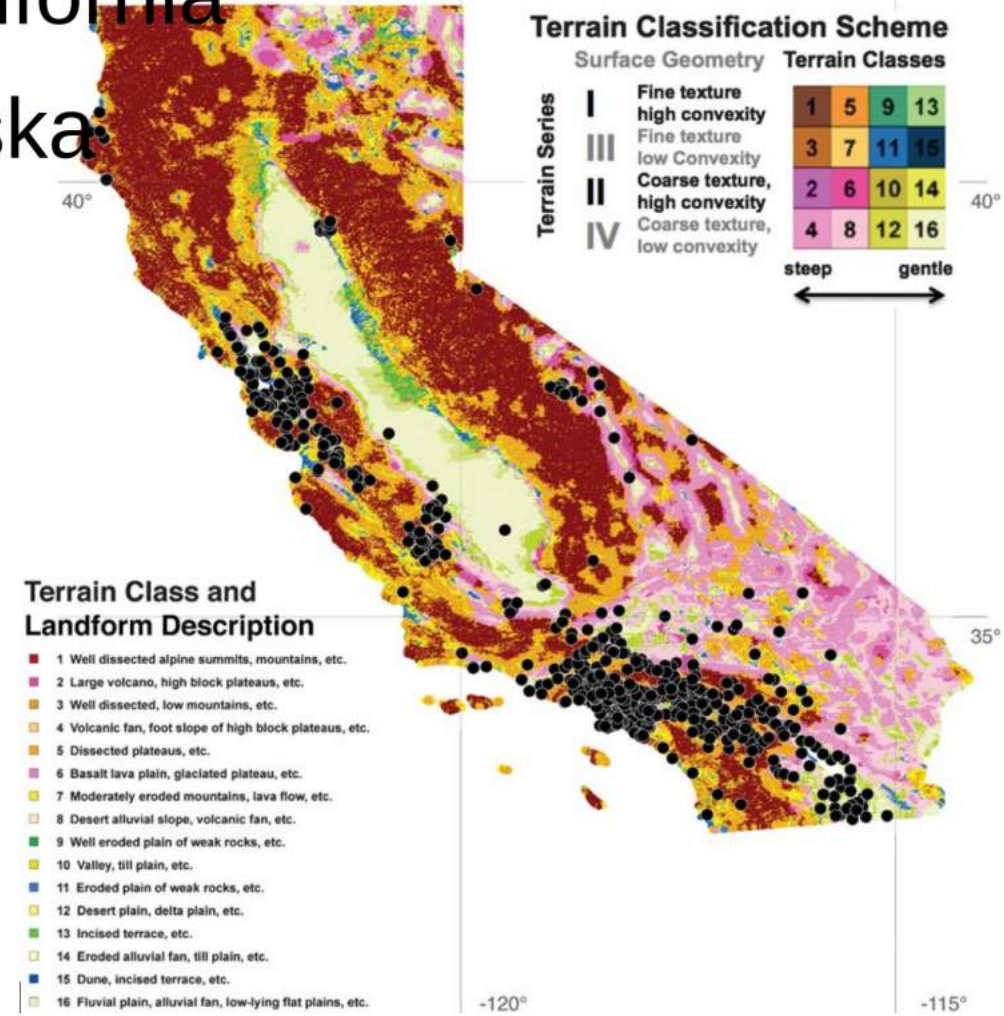 ifornia
ska
Terrain Classification Scheme
Surface Geometry Terrain Classes
Terrain Series
I Fine texture
high convexity
III Fine texture
low Convexity
II Coarse texture,
high convexity
IV Coarse texture,
low convexity
1 5 9 13
3 7 11 15
2 6 10 14
4 8 12 16
steep gentle
40° 40°
35°
Terrain Class and
Landform Description
1 Well dissected alpine summits, mountains, etc.
2 Large volcano, high block plateaus, etc.
3 Well dissected, low mountains, etc.
4 Volcanic fan, foot slope of high block plateaus, etc.
5 Dissected plateaus, etc.
6 Basalt lava plain, glaciated plateau, etc.
7 Moderately eroded mountains, lava flow, etc.
8 Desert alluvial slope, volcanic fan, etc.
9 Well eroded plain of weak rocks, etc.
10 Valley, till plain, etc.
11 Eroded plain of weak rocks, etc.
12 Desert plain, delta plain, etc.
13 Incised terrace, etc.
14 Eroded alluvial fan, till plain, etc.
15 Dune, incised terrace, etc.
16 Fluvial plain, alluvial fan, low-lying flat plains, etc.
-120° -115°